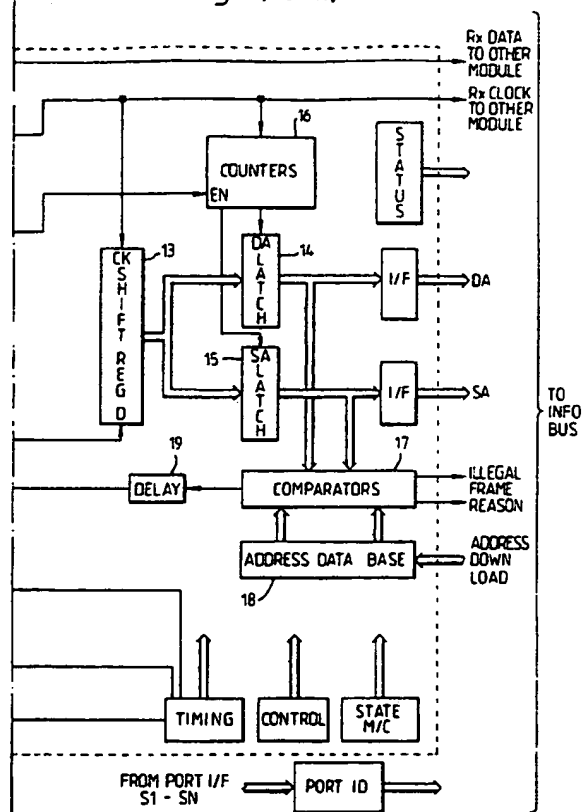 Rx DATA
TO OTHER
MODULE
Rx CLOCK
TO OTHER
MODULE
16
COUNTERS
EN
STATUS
13
CK
SHIFT REG
D
DA
LATCH
14
I/F
DA
15
SA
LATCH
I/F
SA
TO
INFO
BUS
19
DELAY
17
COMPARATORS
ILLEGAL
FRAME
REASON
ADDRESS DATA BASE
18
ADDRESS
DOWN
LOAD
TIMING
CONTROL
STATE
M/C
FROM PORT I/F
S1 - SN
PORT ID